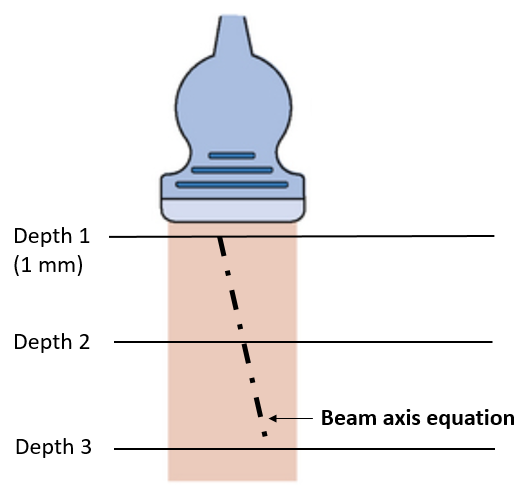 Depth 1
(1 mm)
Depth 2
Beam axis equation
Depth 3